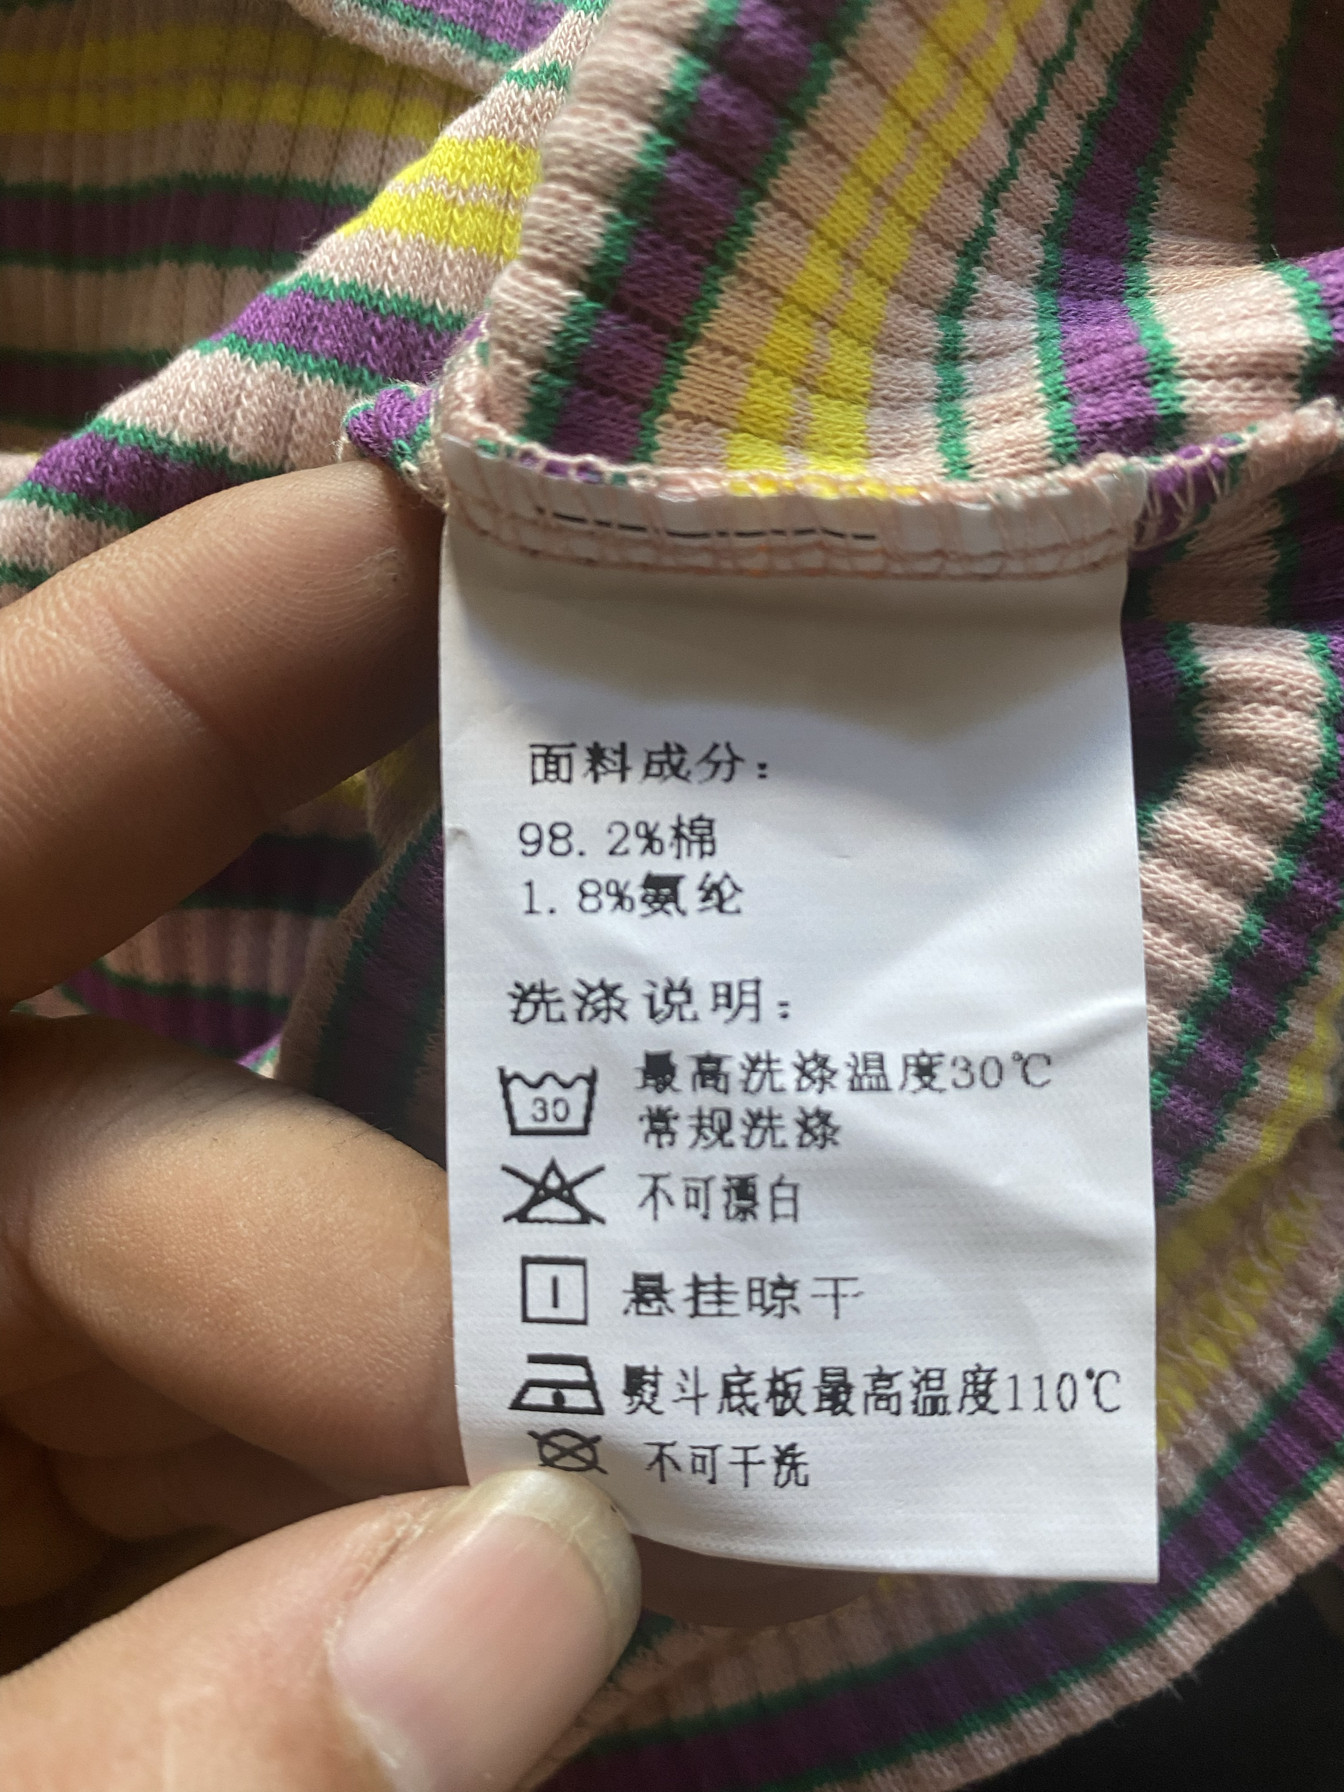 面料成分：
98.2%棉
1.8%氨纶
洗涤说明：
30
最高洗涤温度30℃
常规洗涤
不可漂白
悬挂晾干
熨斗底板最高温度110℃
不可干洗